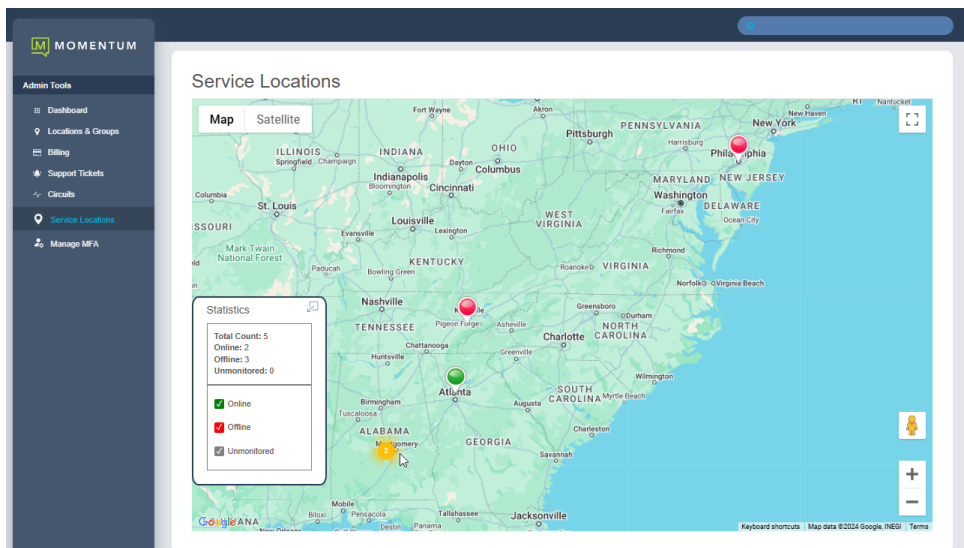 MOMENTUM
Admin Tools
Dashboard
Locations & Groups
Billing
Support Tickets
Circuits
Service Locations
Manage MFA
Service Locations
Map Satellite
Fort Wayne
Akron
Pittsburgh
PENNSYLVANIA
New Haven
RI
Nantucket
New York
Harrisburg
ILLINOIS
INDIANA
OHIO
Springfield
Champaign
Dayton
Columbus
Indianapolis
Bloomington
Cincinnati
MARYLAND
NEW JERSEY
Columbia
St. Louis
Washington
DELAWARE
Fairfax
Ocean City
WEST
VIRGINIA
Louisville
Lexington
Evansville
SSOURI
Mark Twain
National Forest
Richmond
KENTUCKY
Paducah
Bowling Green
Roanoke
VIRGINIA
Norfolk
Virginia Beach
Nashville
Greensboro
Durham
TENNESSEE
Pigeon Forge
Asheville
NORTH
CAROLINA
Charlotte
Chattanooga
Huntsville
Greenville
Wilmington
Atlanta
SOUTH
CAROLINA
Myrtle Beach
Birmingham
Augusta
Tuscaloosa
ALABAMA
Charleston
2
GEORGIA
Savannah
Mobile
Biloxi
Pensacola
Tallahassee
Jacksonville
Destin
Panama
Statistics
Total Count: 5
Online: 2
Offline: 3
Unmonitored: 0
Online
Offline
Unmonitored
Google
Keyboard shortcuts
Map data ©2024 Google, INEGI
Terms